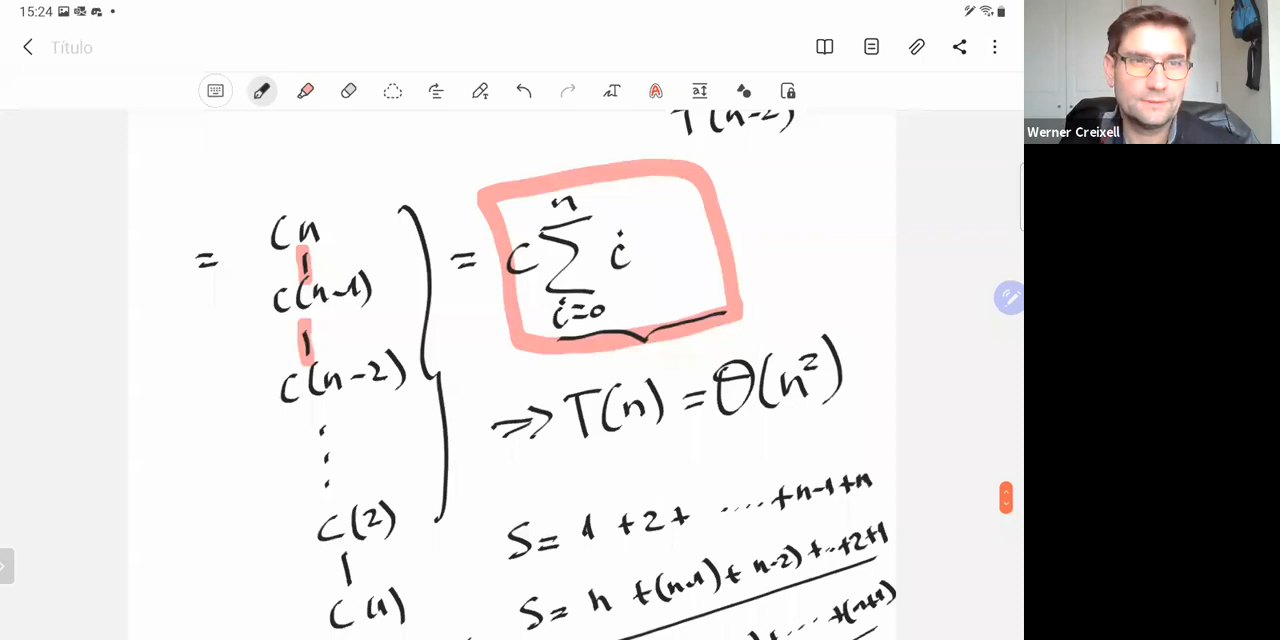 15:24
Título
T(n-2)
Werner Creixell
= Cn = C n∑i=0 i
C(n-1)
C(n-2)
⋮
=> T(n) = Θ(n²)
C(2)
C(1)
S = 1 + 2 + .... + n-1 + n
S = n + (n-1) + n-2) + .. + 2+1
+ ... + (n+1)